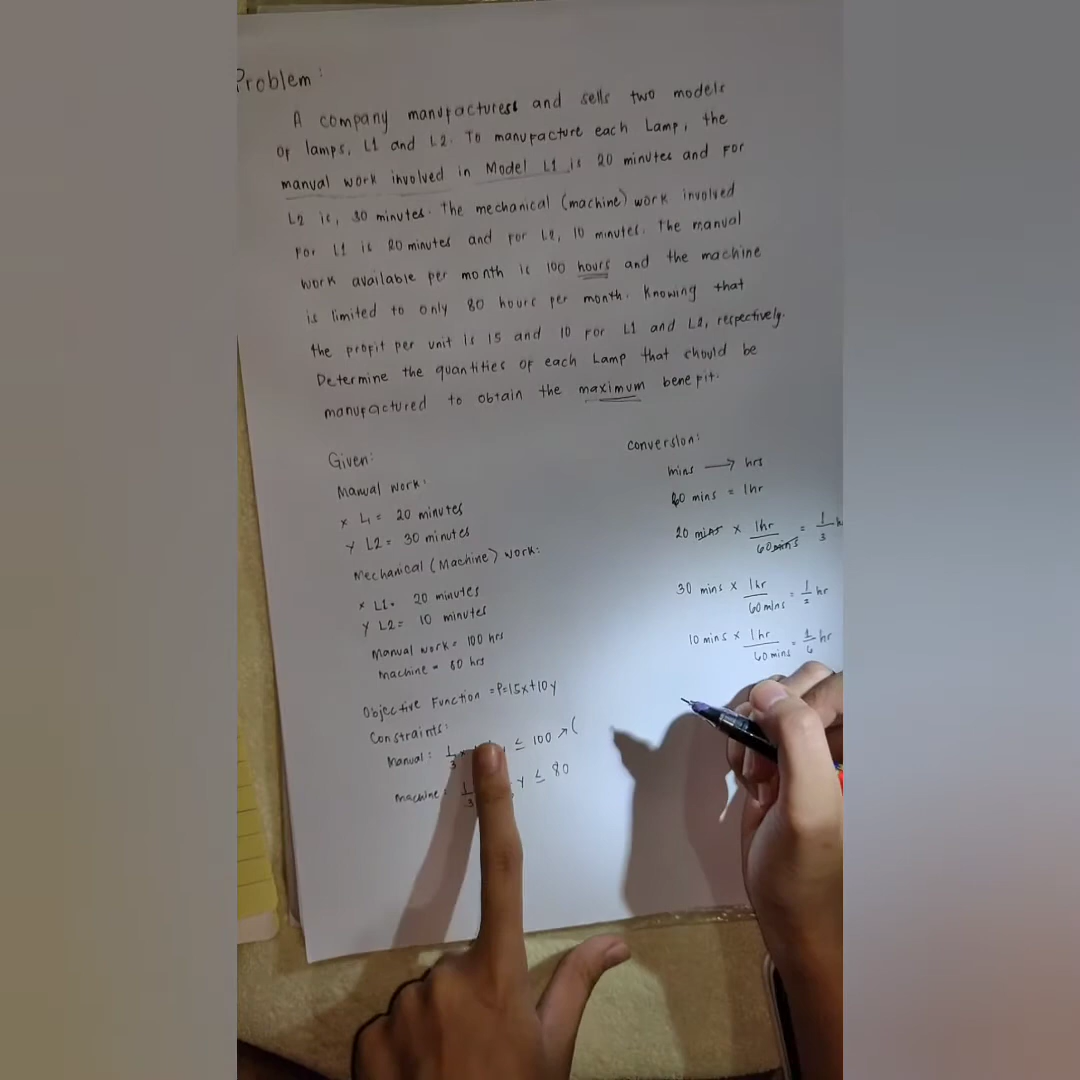 Problem:
A company manufactures and sells two models
of lamps, L1 and L2. To manufacture each Lamp, the
manual work involved in Model L1 is 20 minutes and for
L2 is, 30 minutes. The mechanical (machine) work involved
for L1 is 20 minutes and for L2, 10 minutes. The manual
work available per month is 100 hours and the machine
is limited to only 80 hours per month. Knowing that
the profit per unit is 15 and 10 for L1 and L2, respectively.
Determine the quantities of each Lamp that should be
manufactured to obtain the maximum benefit.
Given:
Manual work:
x L1 = 20 minutes
y L2 = 30 minutes
Mechanical (Machine) work:
x L1 = 20 minutes
y L2 = 10 minutes
Manual work = 100 hrs
machine = 80 hrs
Objective Function = P=15x+10y
Constraints:
Manual: 1/3 x ≤ 100 → (
machine: 1/3 y ≤ 80
conversion:
mins → hrs
60 mins = 1hr
20 mins × 1hr/60mins = 1/3 h
30 mins × 1hr/60mins = 1/2 hr
10 mins × 1hr/60mins = 1/6 hr